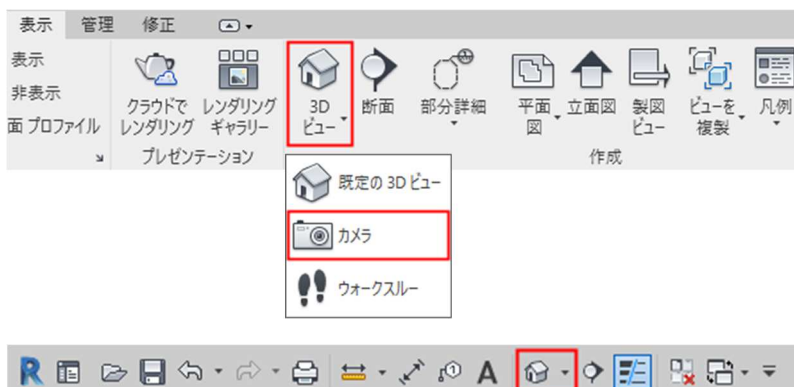 表示 管理 修正
表示
非表示
面 プロファイル
クラウドで
レンダリング
レンダリング
ギャラリー
3D
ビュー
断面
部分詳細
平面
図
立面図
製図
ビュー
ビューを
複製
凡例
プレゼンテーション
作成
既定の 3D ビュー
カメラ
ウォークスルー
R
A